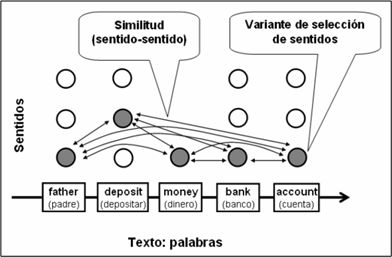 Similitud
(sentido-sentido)
Variante de selección
de sentidos
Sentidos
father
(padre)
deposit
(depositar)
money
(dinero)
bank
(banco)
account
(cuenta)
Texto: palabras